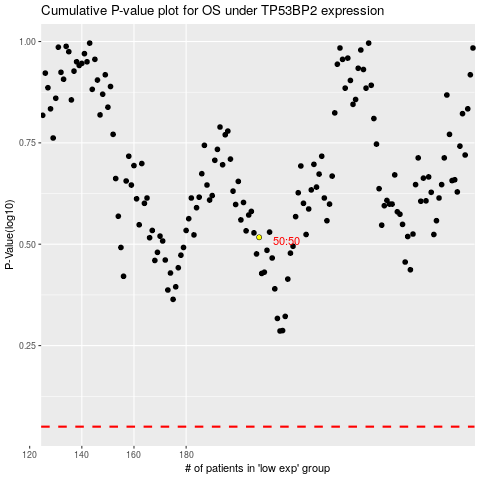 Cumulative P-value plot for OS under TP53BP2 expression
P-Value(log10)
1.00
0.75
0.50
0.25
50:50
120 140 160 180
# of patients in 'low exp' group